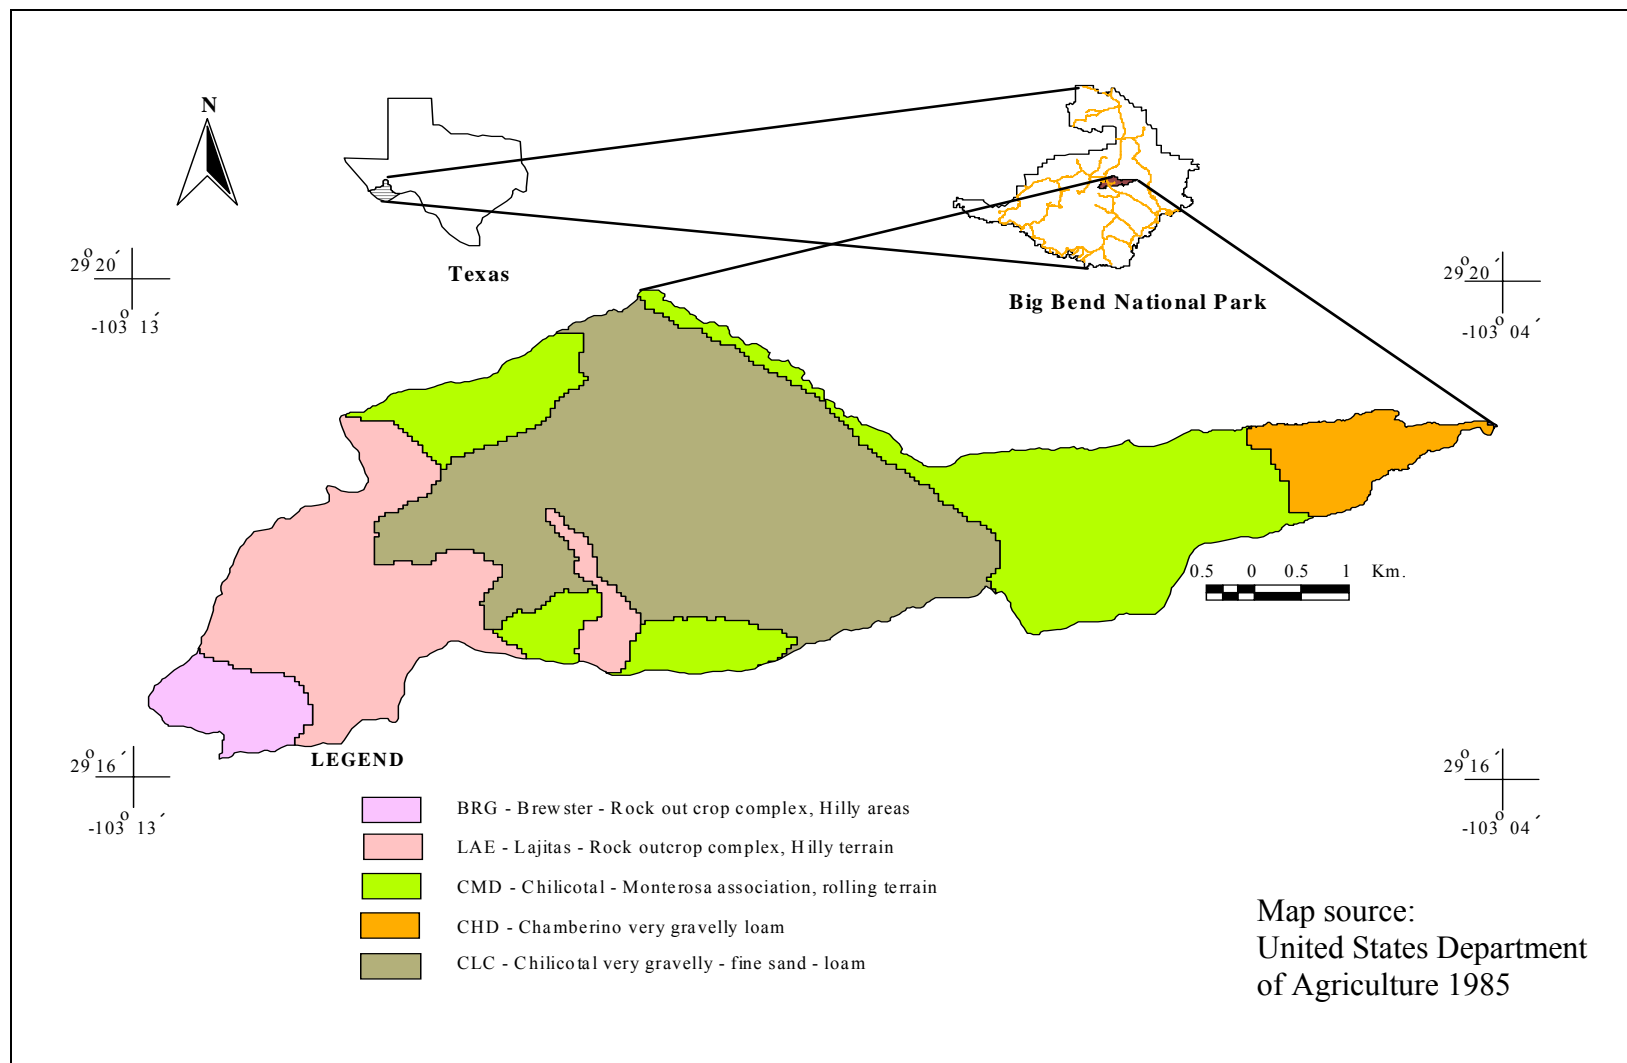 N
Texas
Big Bend National Park
29° 20´
-103° 13´
29° 20´
-103° 04´
0.5 0 0.5 1 Km.
29° 16´
-103° 13´
29° 16´
-103° 04´
LEGEND
BRG - Brewster - Rock out crop complex, Hilly areas
LAE - Lajitas - Rock outcrop complex, Hilly terrain
CMD - Chilicotal - Monterosa association, rolling terrain
CHD - Chamberino very gravelly loam
CLC - Chilicotal very gravelly - fine sand - loam
Map source:
United States Department
of Agriculture 1985